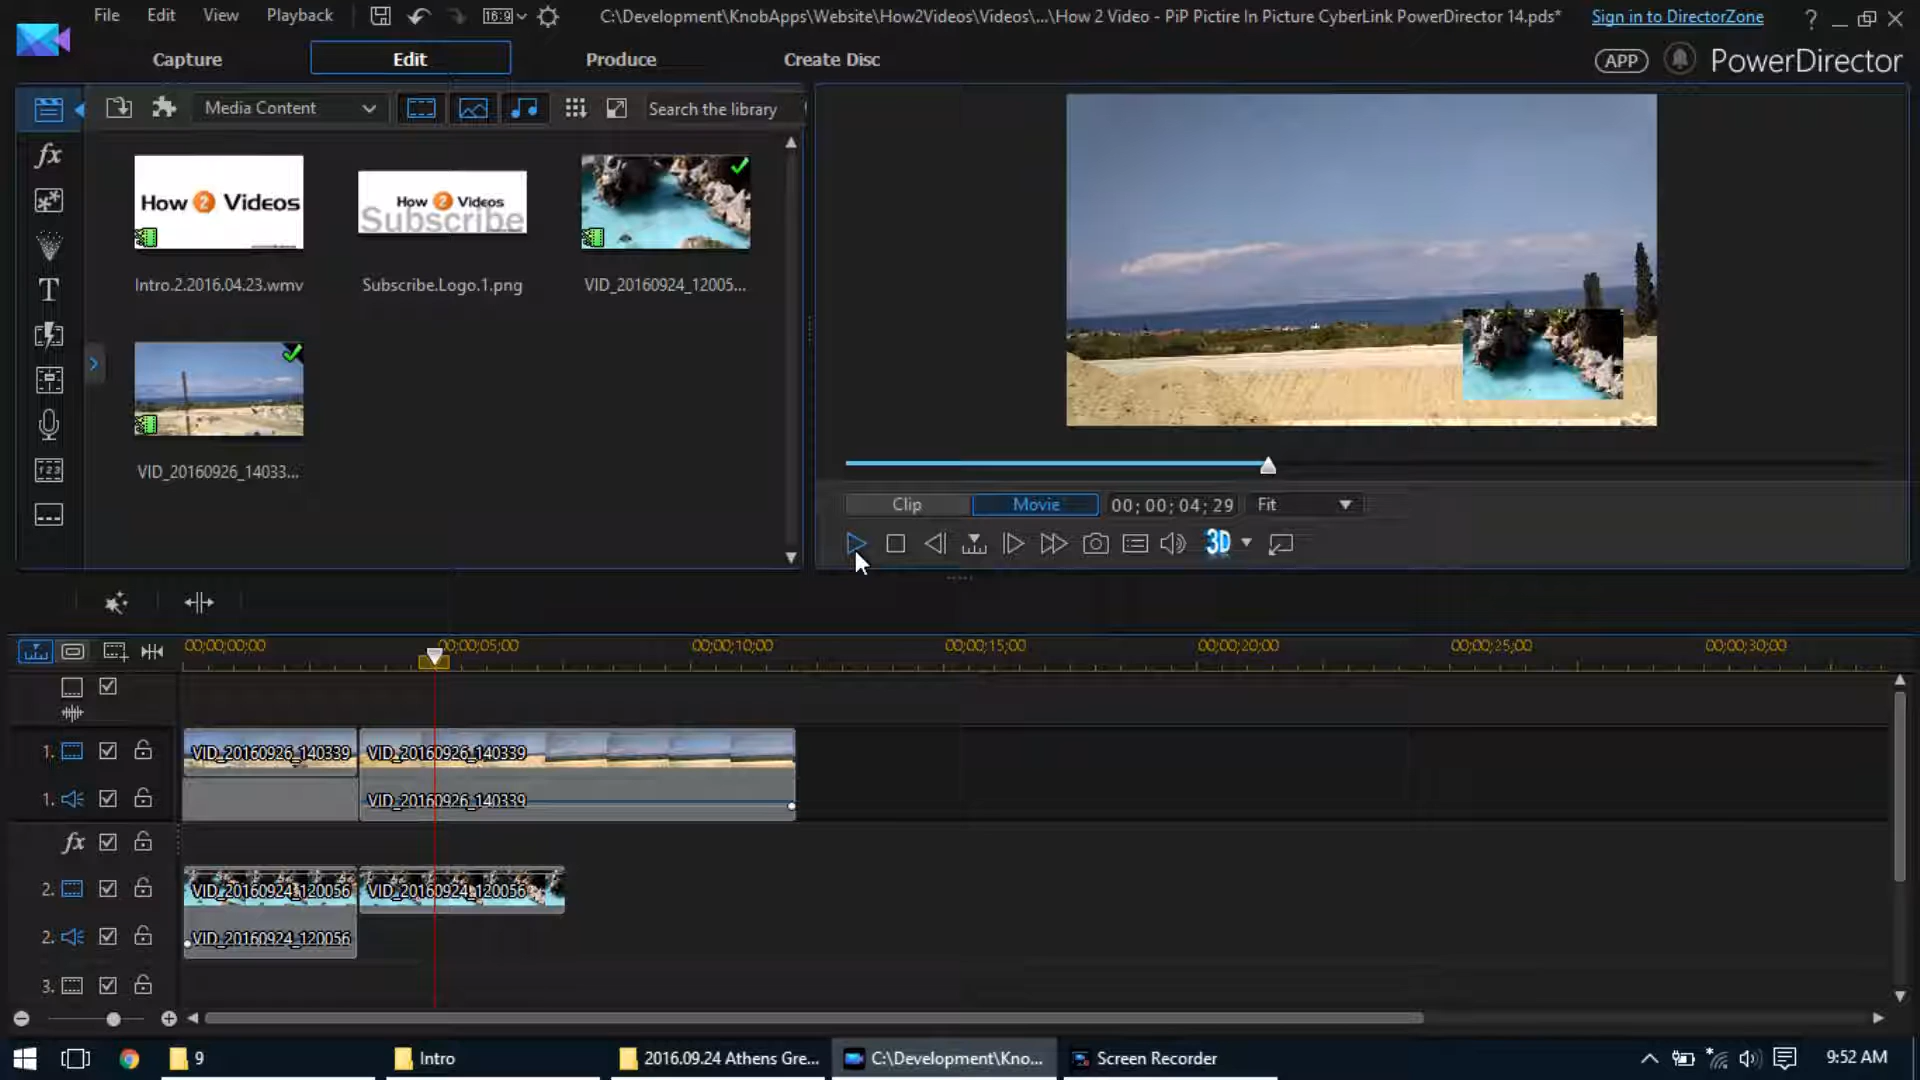 File Edit View Playback 16:9 C:\Development\KnobApps\Website\How2Videos\Videos\...\How 2 Video - PiP Pictire In Picture CyberLink PowerDirector 14.pds* Sign in to DirectorZone ?
Capture Edit Produce Create Disc APP PowerDirector
Media Content Search the library
fx
How 2 Videos
How 2 Videos
Subscribe
Intro.2.2016.04.23.wmv Subscribe.Logo.1.png VID_20160924_12005...
T
VID_20160926_14033...
123
Clip Movie 00;00;04;29 Fit
3D
00;00;00;00 00;00;05;00 00;00;10;00 00;00;15;00 00;00;20;00 00;00;25;00 00;00;30;00
1. VID_20160926_140339 VID_20160926_140339
1. VID_20160926_140339
fx
2. VID_20160924_120056 VID_20160924_120056
2. VID_20160924_120056
3.
9 Intro 2016.09.24 Athens Gre... C:\Development\Kno... Screen Recorder 9:52 AM